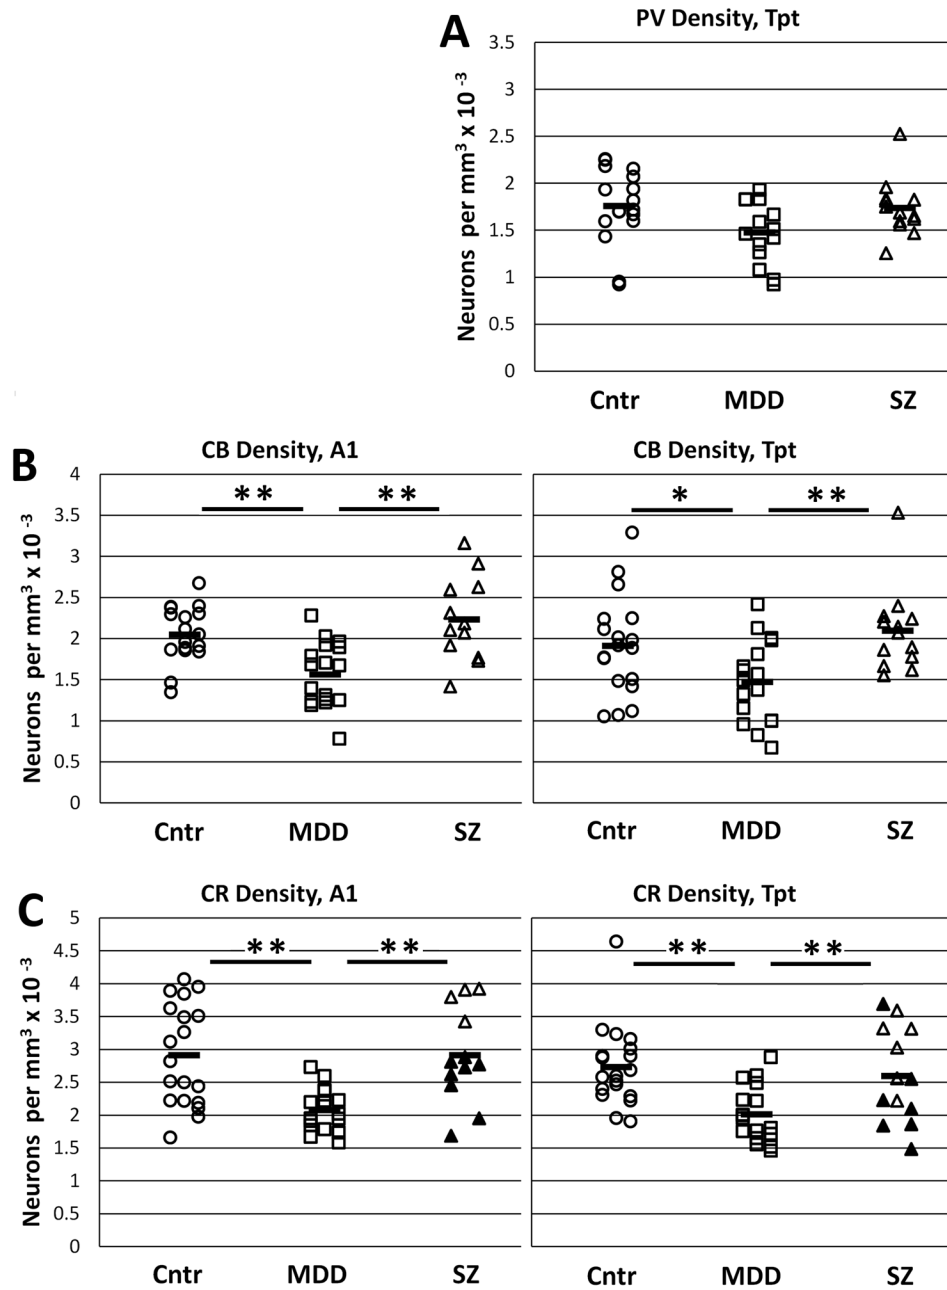 A
PV Density, Tpt
Neurons per mm³ x 10 -³
3.5
3
2.5
2
1.5
1
0.5
0
Cntr MDD SZ
B
CB Density, A1
CB Density, Tpt
Neurons per mm³ x 10 -³
4
3.5
3
2.5
2
1.5
1
0.5
0
** **
* **
Cntr MDD SZ
Cntr MDD SZ
C
CR Density, A1
CR Density, Tpt
Neurons per mm³ x 10 -³
5
4.5
4
3.5
3
2.5
2
1.5
1
0.5
0
** **
** **
Cntr MDD SZ
Cntr MDD SZ